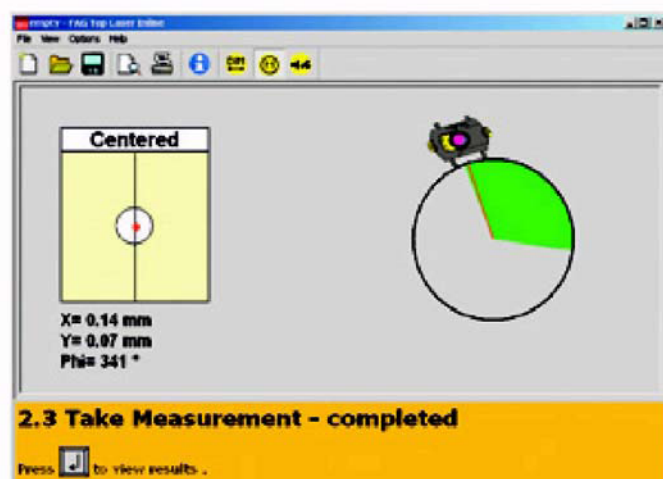 empty - FAG Top Laser Inline
File View Options Help
Centered
X= 0.14 mm
Y= 0.07 mm
Phi= 341 °
2.3 Take Measurement - completed
Press to view results .